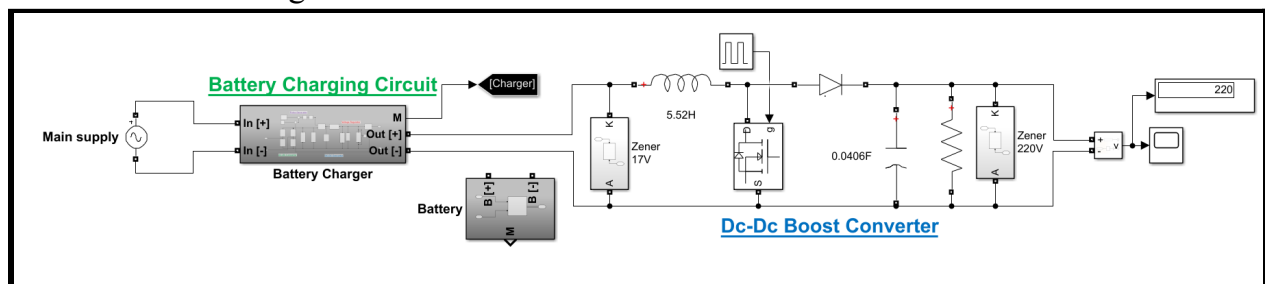 Battery Charging Circuit
[Charger]
5.52H
220
Main supply
+
In [+]
In [-]
M
Out [+]
Out [-]
Battery Charger
K
Zener
17V
A
D
g
S
0.0406F
K
Zener
220V
A
+
-
v
Battery
B [+]
B [-]
M
Dc-Dc Boost Converter